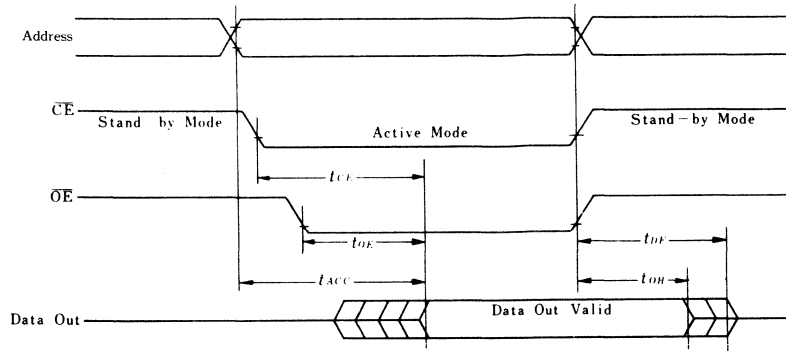 Address
CE
Stand by Mode
Active Mode
Stand-by Mode
tCE
OE
tOE
tDF
tACC
tOH
Data Out
Data Out Valid